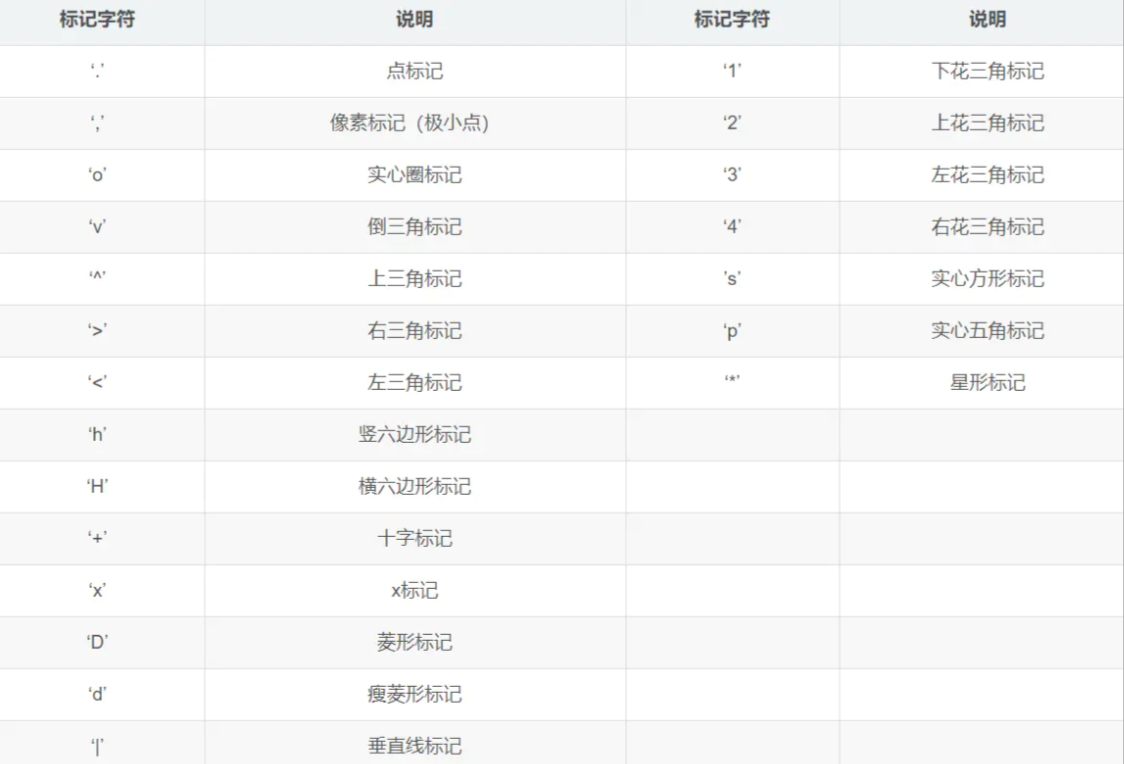 标记字符 说明 标记字符 说明
‘.’ 点标记 ‘1’ 下花三角标记
‘,’ 像素标记（极小点） ‘2’ 上花三角标记
‘o’ 实心圈标记 ‘3’ 左花三角标记
‘v’ 倒三角标记 ‘4’ 右花三角标记
‘^’ 上三角标记 ’s’ 实心方形标记
‘>’ 右三角标记 ‘p’ 实心五角标记
‘<’ 左三角标记 ‘*’ 星形标记
‘h’ 竖六边形标记
‘H’ 横六边形标记
‘+’ 十字标记
‘x’ x标记
‘D’ 菱形标记
‘d’ 瘦菱形标记
‘|’ 垂直线标记